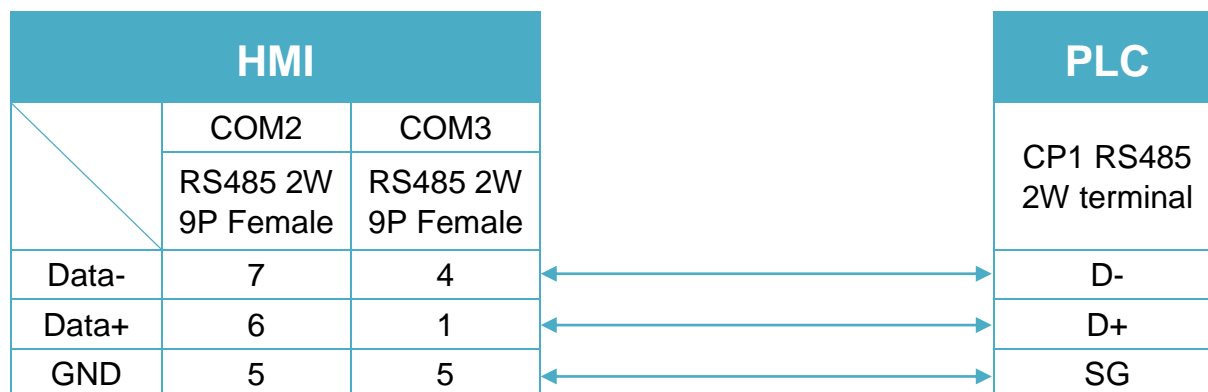 HMI PLC
COM2 COM3
CP1 RS485
2W terminal
RS485 2W RS485 2W
9P Female 9P Female
Data- 7 4 D-
Data+ 6 1 D+
GND 5 5 SG